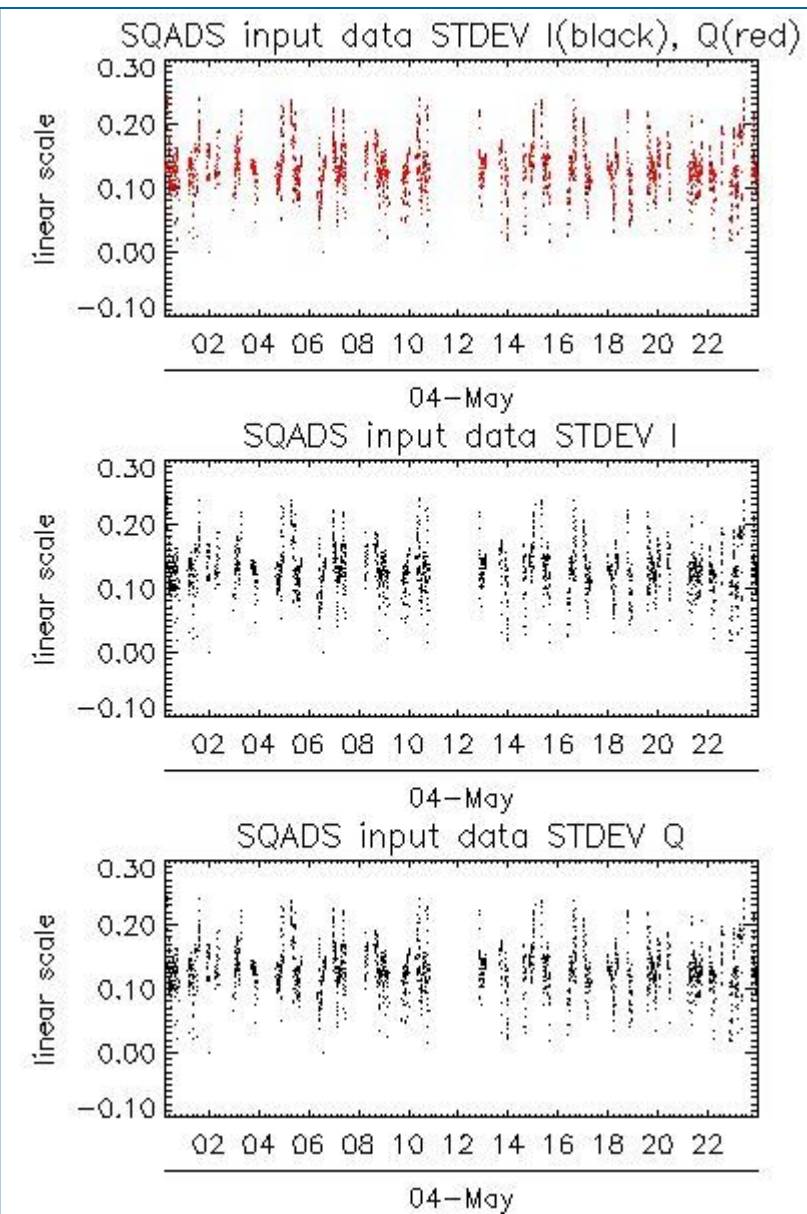 SQADS input data STDEV I(black), Q(red)
0.30
0.20
0.10
0.00
−0.10
linear scale
02 04 06 08 10 12 14 16 18 20 22
04−May
SQADS input data STDEV I
0.30
0.20
0.10
0.00
−0.10
linear scale
02 04 06 08 10 12 14 16 18 20 22
04−May
SQADS input data STDEV Q
0.30
0.20
0.10
0.00
−0.10
linear scale
02 04 06 08 10 12 14 16 18 20 22
04−May